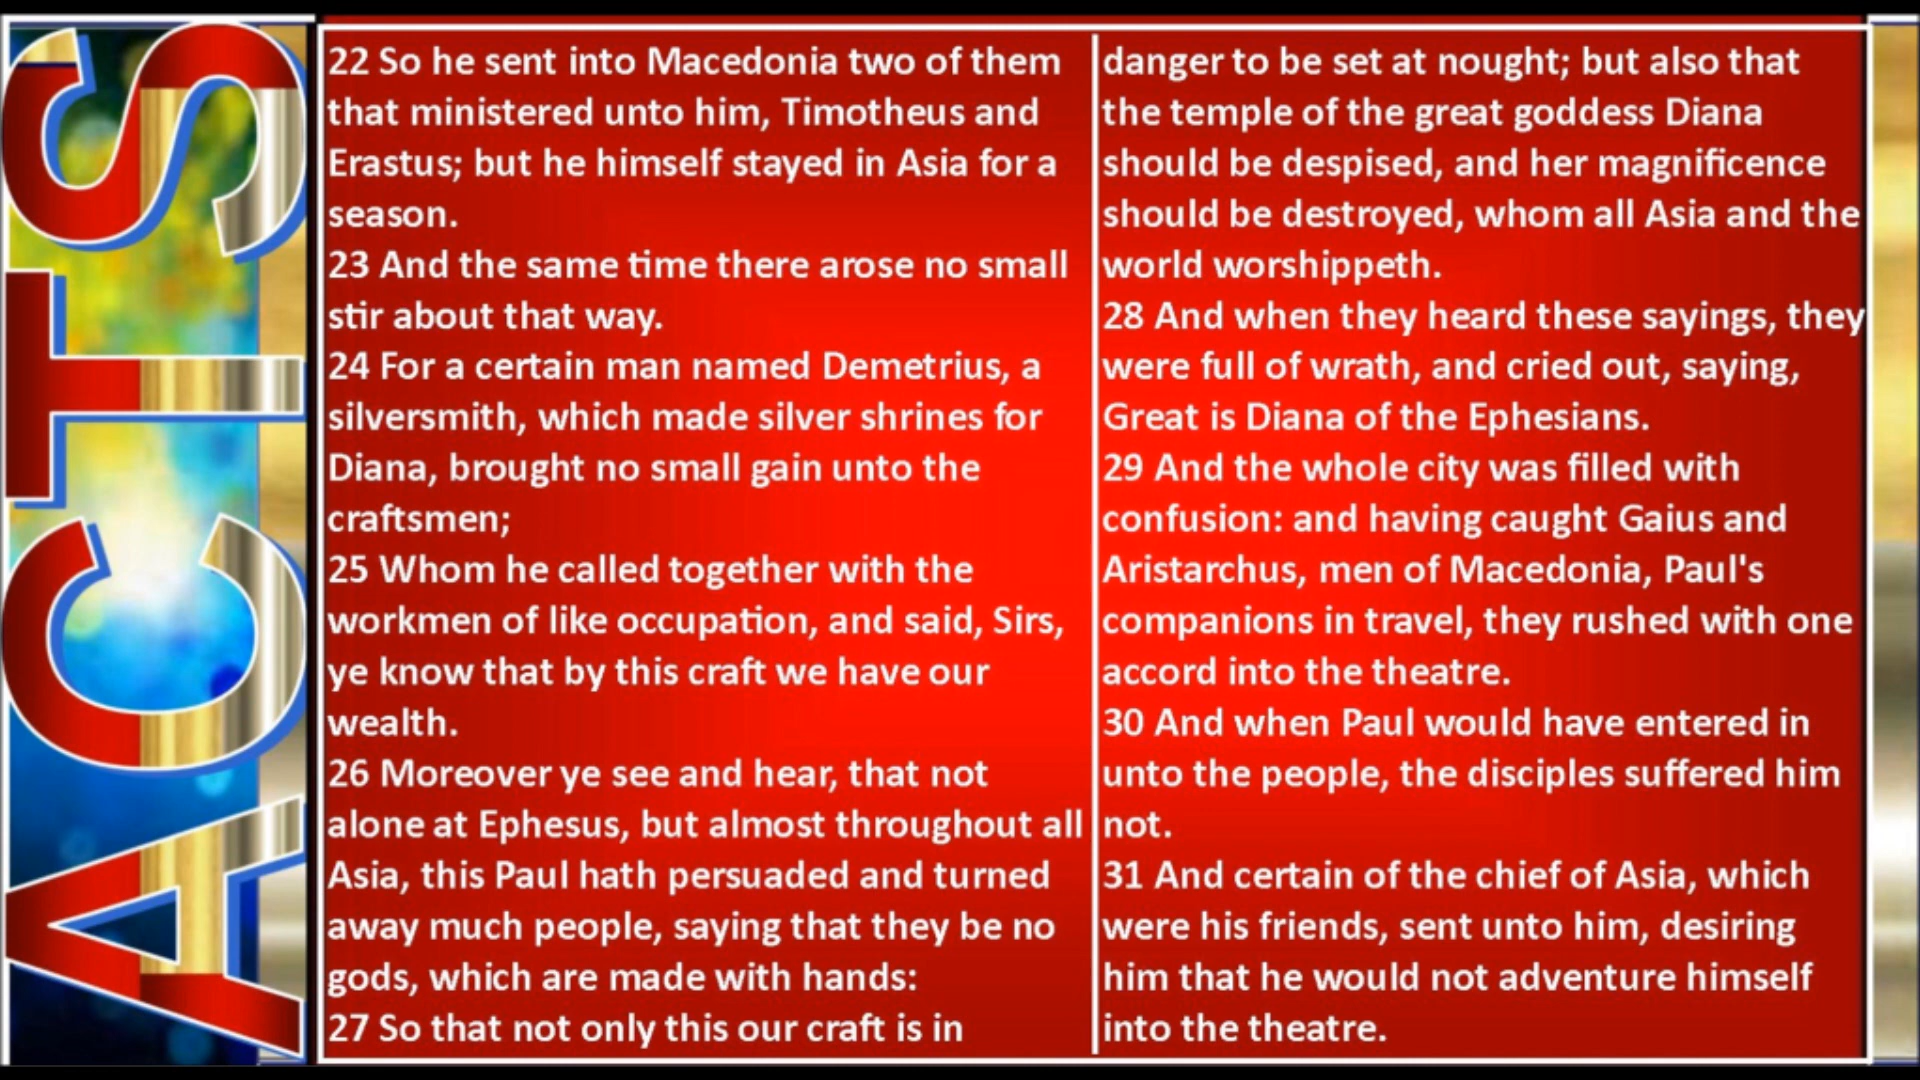 ACTS
22 So he sent into Macedonia two of them
that ministered unto him, Timotheus and
Erastus; but he himself stayed in Asia for a
season.
23 And the same time there arose no small
stir about that way.
24 For a certain man named Demetrius, a
silversmith, which made silver shrines for
Diana, brought no small gain unto the
craftsmen;
25 Whom he called together with the
workmen of like occupation, and said, Sirs,
ye know that by this craft we have our
wealth.
26 Moreover ye see and hear, that not
alone at Ephesus, but almost throughout all
Asia, this Paul hath persuaded and turned
away much people, saying that they be no
gods, which are made with hands:
27 So that not only this our craft is in
danger to be set at nought; but also that
the temple of the great goddess Diana
should be despised, and her magnificence
should be destroyed, whom all Asia and the
world worshippeth.
28 And when they heard these sayings, they
were full of wrath, and cried out, saying,
Great is Diana of the Ephesians.
29 And the whole city was filled with
confusion: and having caught Gaius and
Aristarchus, men of Macedonia, Paul's
companions in travel, they rushed with one
accord into the theatre.
30 And when Paul would have entered in
unto the people, the disciples suffered him
not.
31 And certain of the chief of Asia, which
were his friends, sent unto him, desiring
him that he would not adventure himself
into the theatre.